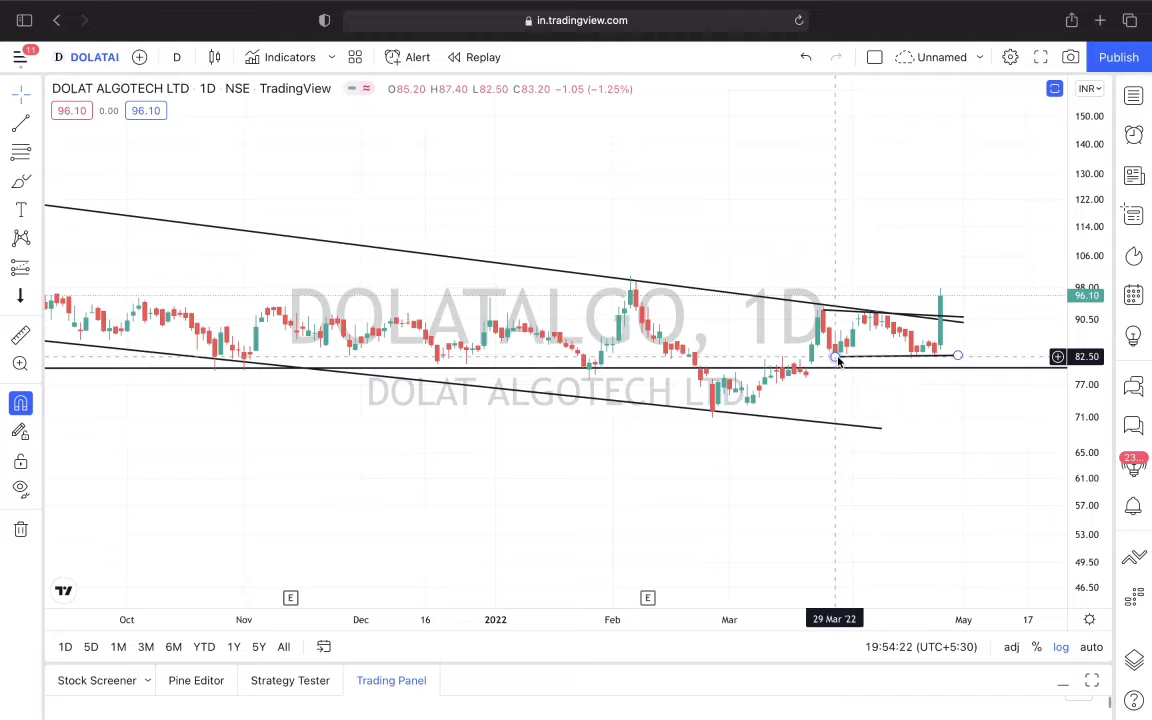 in.tradingview.com
11
D DOLATAI
D
Indicators
Alert
Replay
Unnamed
Publish
DOLAT ALGOTECH LTD · 1D · NSE · TradingView
O85.20 H87.40 L82.50 C83.20 −1.05 (−1.25%)
INR
96.10 0.00 96.10
150.00
140.00
130.00
122.00
114.00
106.00
98.00
96.10
90.50
82.50
77.00
71.00
65.00
61.00
57.00
53.00
49.50
46.50
DOLATALGO, 1D
DOLAT ALGOTECH LTD
23...
E
E
Oct
Nov
Dec
16
2022
Feb
Mar
29 Mar '22
May
17
1D 5D 1M 3M 6M YTD 1Y 5Y All
19:54:22 (UTC+5:30)
adj % log auto
Stock Screener
Pine Editor
Strategy Tester
Trading Panel